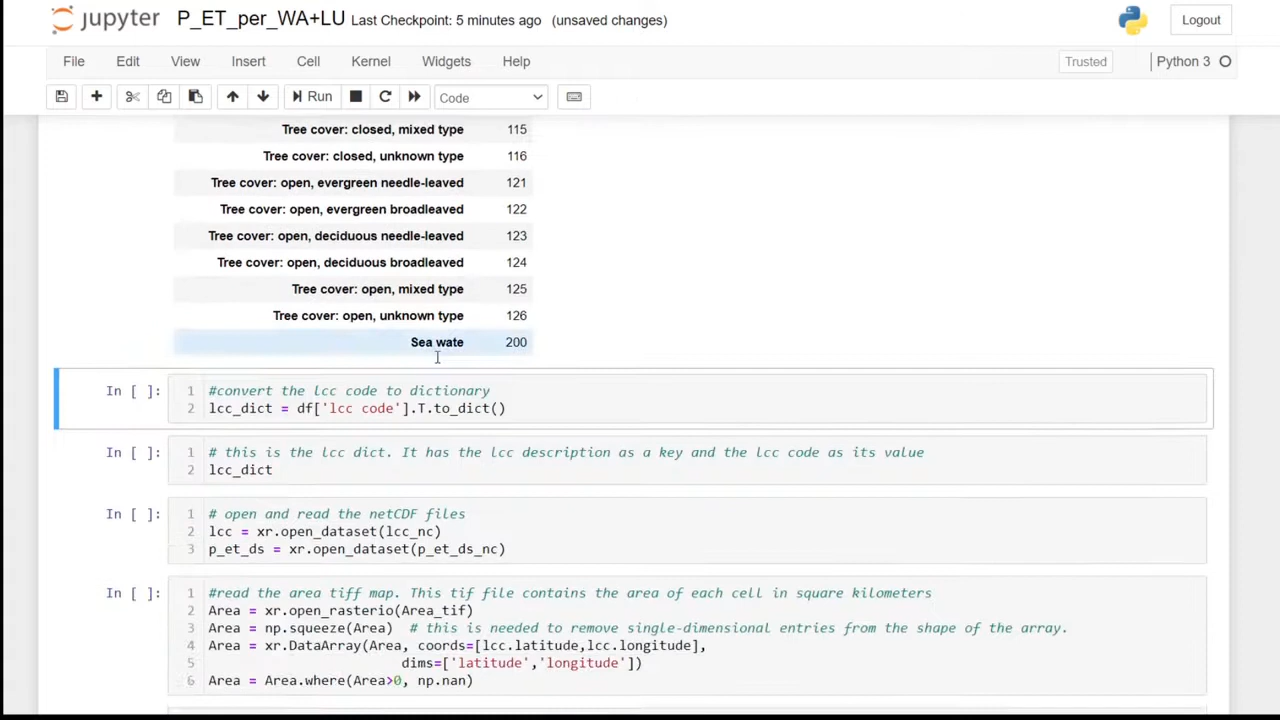 jupyter P_ET_per_WA+LU Last Checkpoint: 5 minutes ago (unsaved changes) Logout
File Edit View Insert Cell Kernel Widgets Help Trusted Python 3
Run Code
Tree cover: closed, mixed type 115
Tree cover: closed, unknown type 116
Tree cover: open, evergreen needle-leaved 121
Tree cover: open, evergreen broadleaved 122
Tree cover: open, deciduous needle-leaved 123
Tree cover: open, deciduous broadleaved 124
Tree cover: open, mixed type 125
Tree cover: open, unknown type 126
Sea wate 200
In [ ]: 1 #convert the lcc code to dictionary
2 lcc_dict = df['lcc code'].T.to_dict()
In [ ]: 1 # this is the lcc dict. It has the lcc description as a key and the lcc code as its value
2 lcc_dict
In [ ]: 1 # open and read the netCDF files
2 lcc = xr.open_dataset(lcc_nc)
3 p_et_ds = xr.open_dataset(p_et_ds_nc)
In [ ]: 1 #read the area tiff map. This tif file contains the area of each cell in square kilometers
2 Area = xr.open_rasterio(Area_tif)
3 Area = np.squeeze(Area) # this is needed to remove single-dimensional entries from the shape of the array.
4 Area = xr.DataArray(Area, coords=[lcc.latitude,lcc.longitude],
5 dims=['latitude','longitude'])
6 Area = Area.where(Area>0, np.nan)